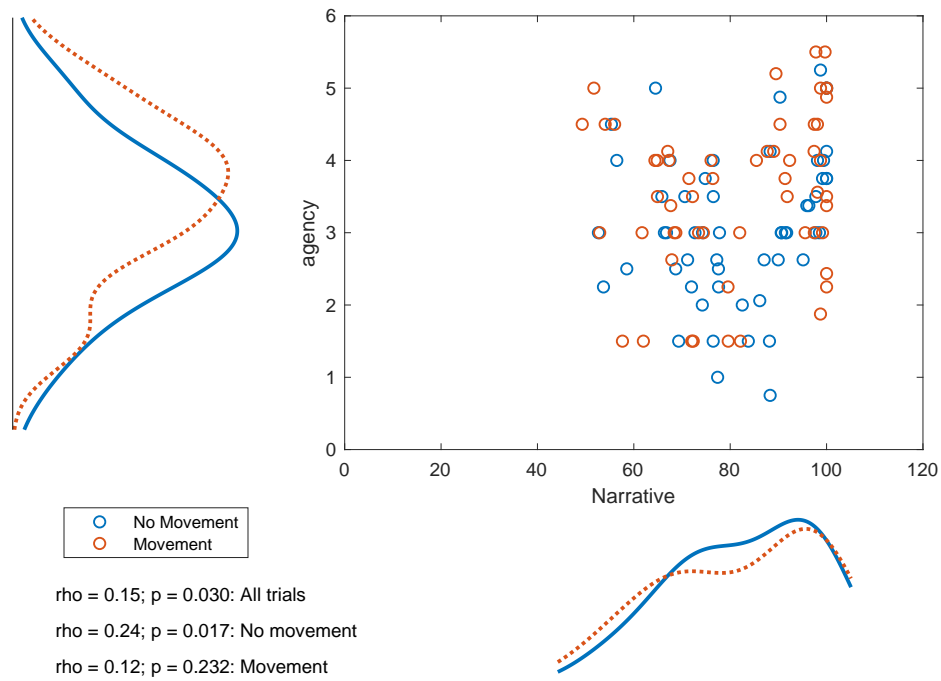 6
5
4
3
2
1
0
agency
0 20 40 60 80 100 120
Narrative
No Movement
Movement
rho = 0.15; p = 0.030: All trials
rho = 0.24; p = 0.017: No movement
rho = 0.12; p = 0.232: Movement